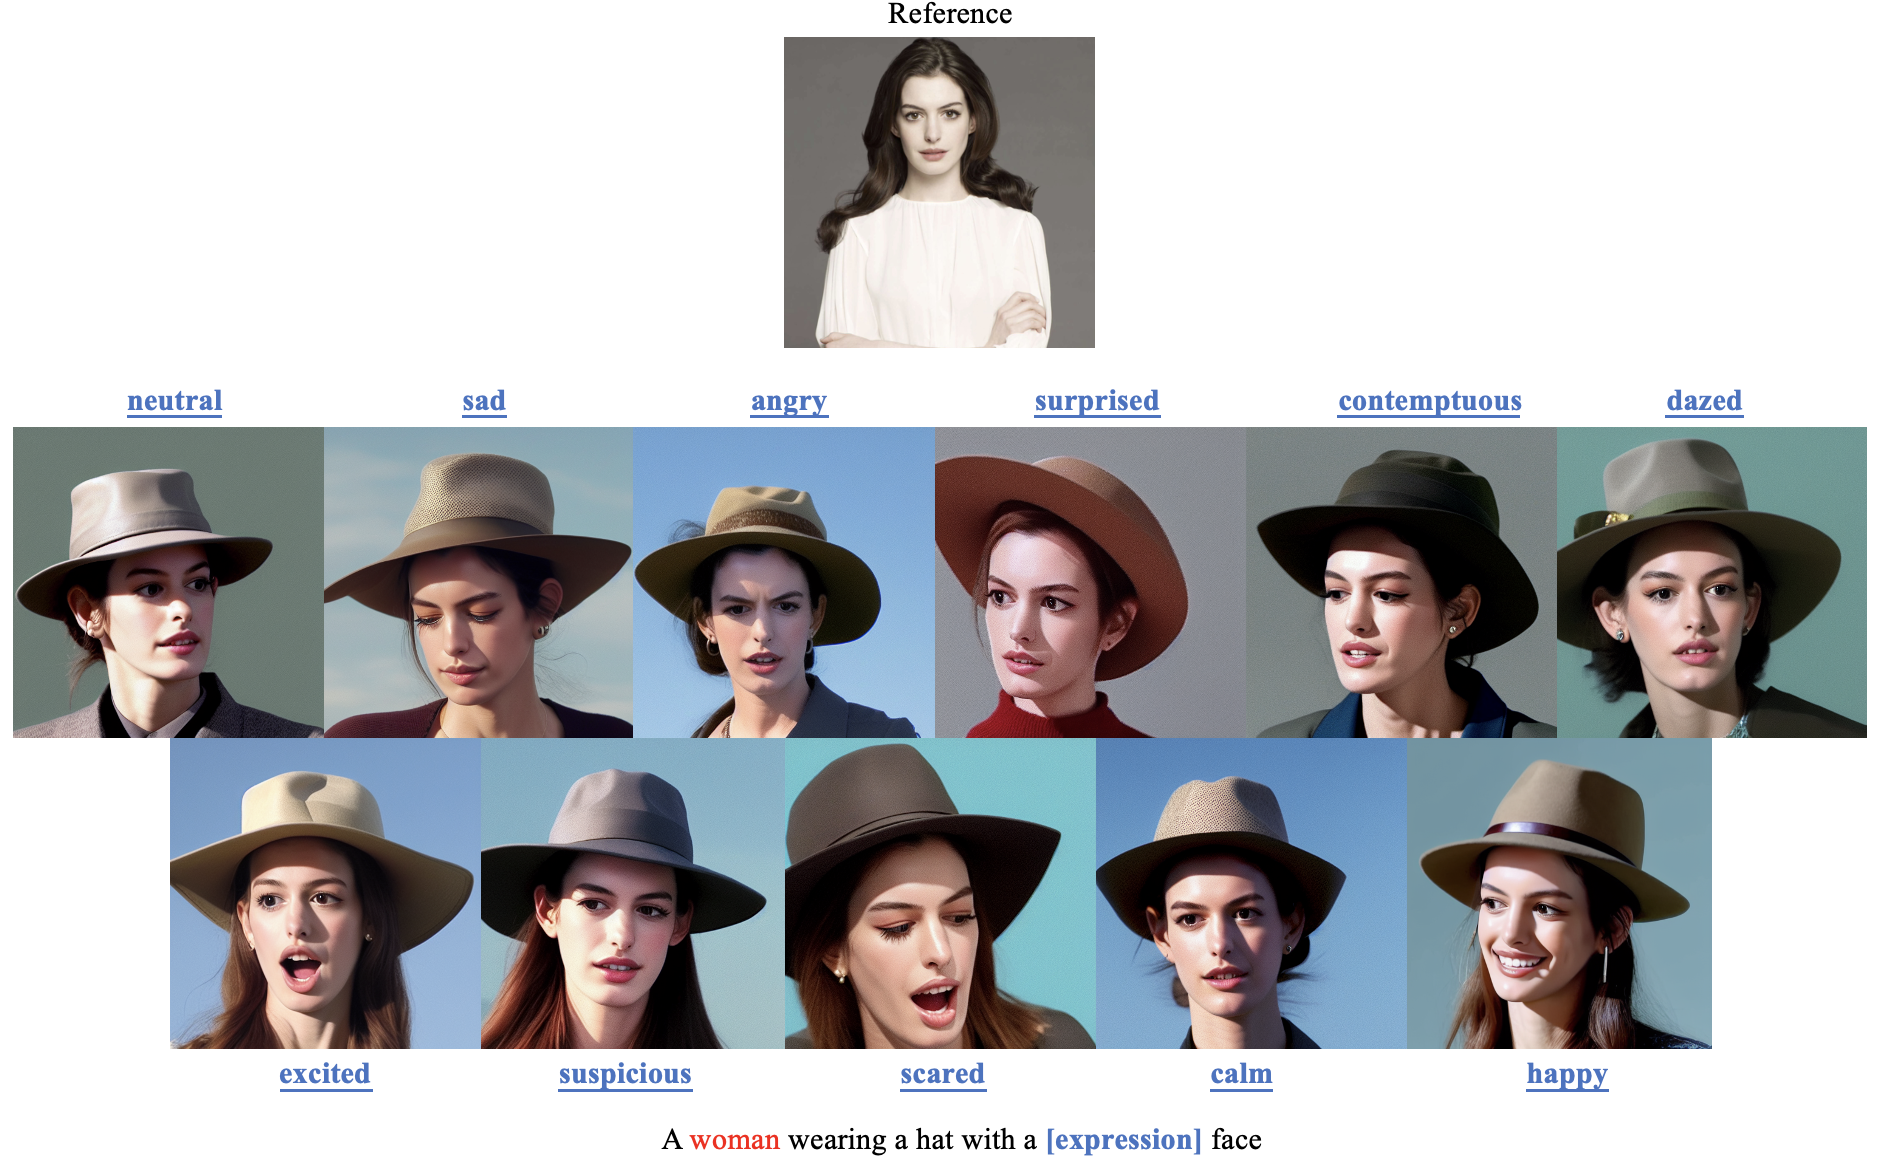 Reference
neutral sad angry surprised contemptuous dazed
excited suspicious scared calm happy
A woman wearing a hat with a [expression] face